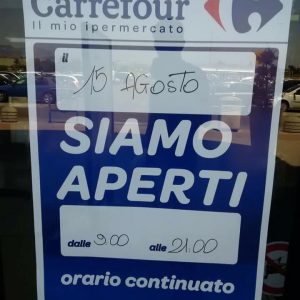 Carrefour
Il mio ipermercato
il
15 AGOSTO
SIAMO
APERTI
dalle 9.00 alle 21.00
orario continuato